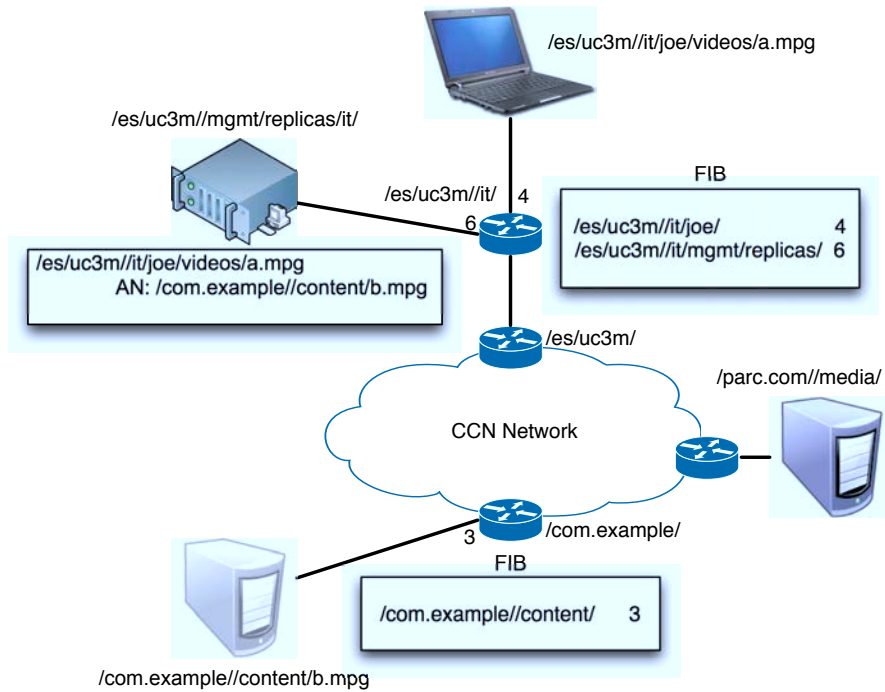 /es/uc3m//it/joe/videos/a.mpg
/es/uc3m//mgmt/replicas/it/
/es/uc3m//it/
4
6
FIB
/es/uc3m//it/joe/ 4
/es/uc3m//it/mgmt/replicas/ 6
/es/uc3m//it/joe/videos/a.mpg
AN: /com.example//content/b.mpg
/es/uc3m/
/parc.com//media/
CCN Network
3
/com.example/
FIB
/com.example//content/ 3
/com.example//content/b.mpg